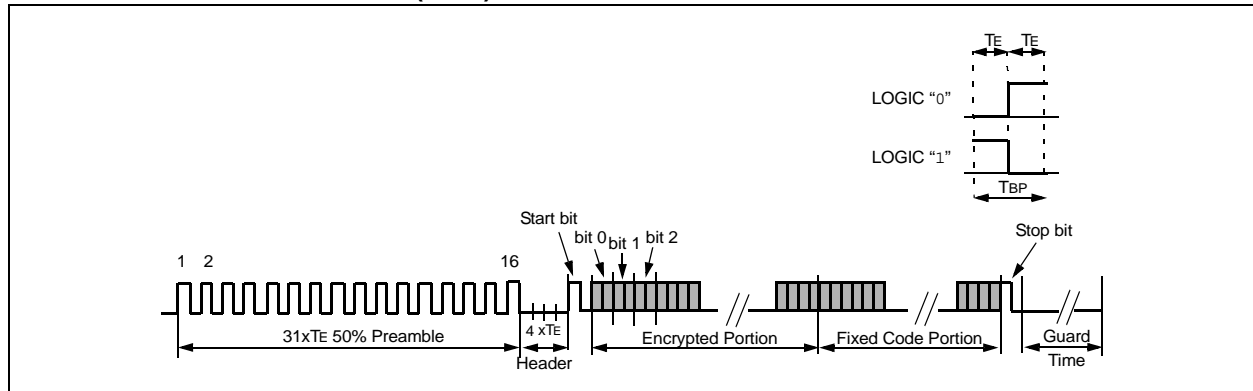 TE TE
LOGIC “0”
LOGIC “1”
TBP
Start bit
bit 0 bit 1 bit 2
Stop bit
1 2 16
4 xTE
31xTE 50% Preamble
Header
Encrypted Portion
Fixed Code Portion
Guard
Time